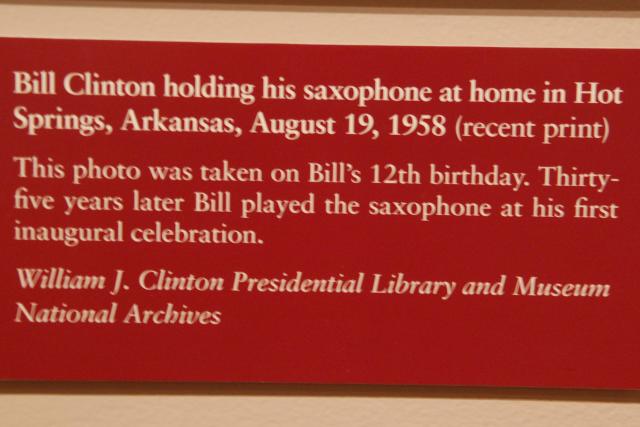 Bill Clinton holding his saxophone at home in Hot
Springs, Arkansas, August 19, 1958 (recent print)
This photo was taken on Bill's 12th birthday. Thirty-
five years later Bill played the saxophone at his first
inaugural celebration.
William J. Clinton Presidential Library and Museum
National Archives